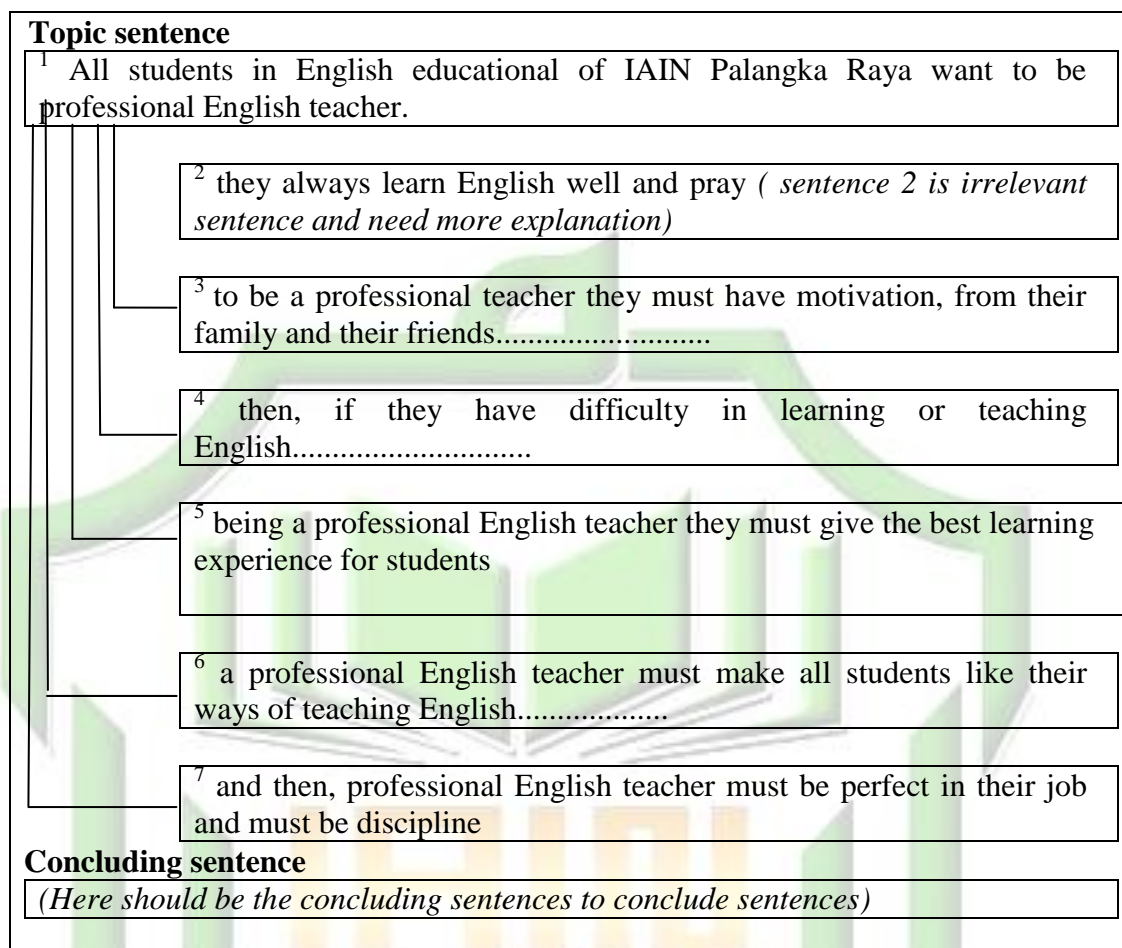 Topic sentence
1 All students in English educational of IAIN Palangka Raya want to be
professional English teacher.
2 they always learn English well and pray ( sentence 2 is irrelevant
sentence and need more explanation)
3 to be a professional teacher they must have motivation, from their
family and their friends...........................
4 then, if they have difficulty in learning or teaching
English..............................
5 being a professional English teacher they must give the best learning
experience for students
6 a professional English teacher must make all students like their
ways of teaching English...................
7 and then, professional English teacher must be perfect in their job
and must be discipline
Concluding sentence
(Here should be the concluding sentences to conclude sentences)
IAIN